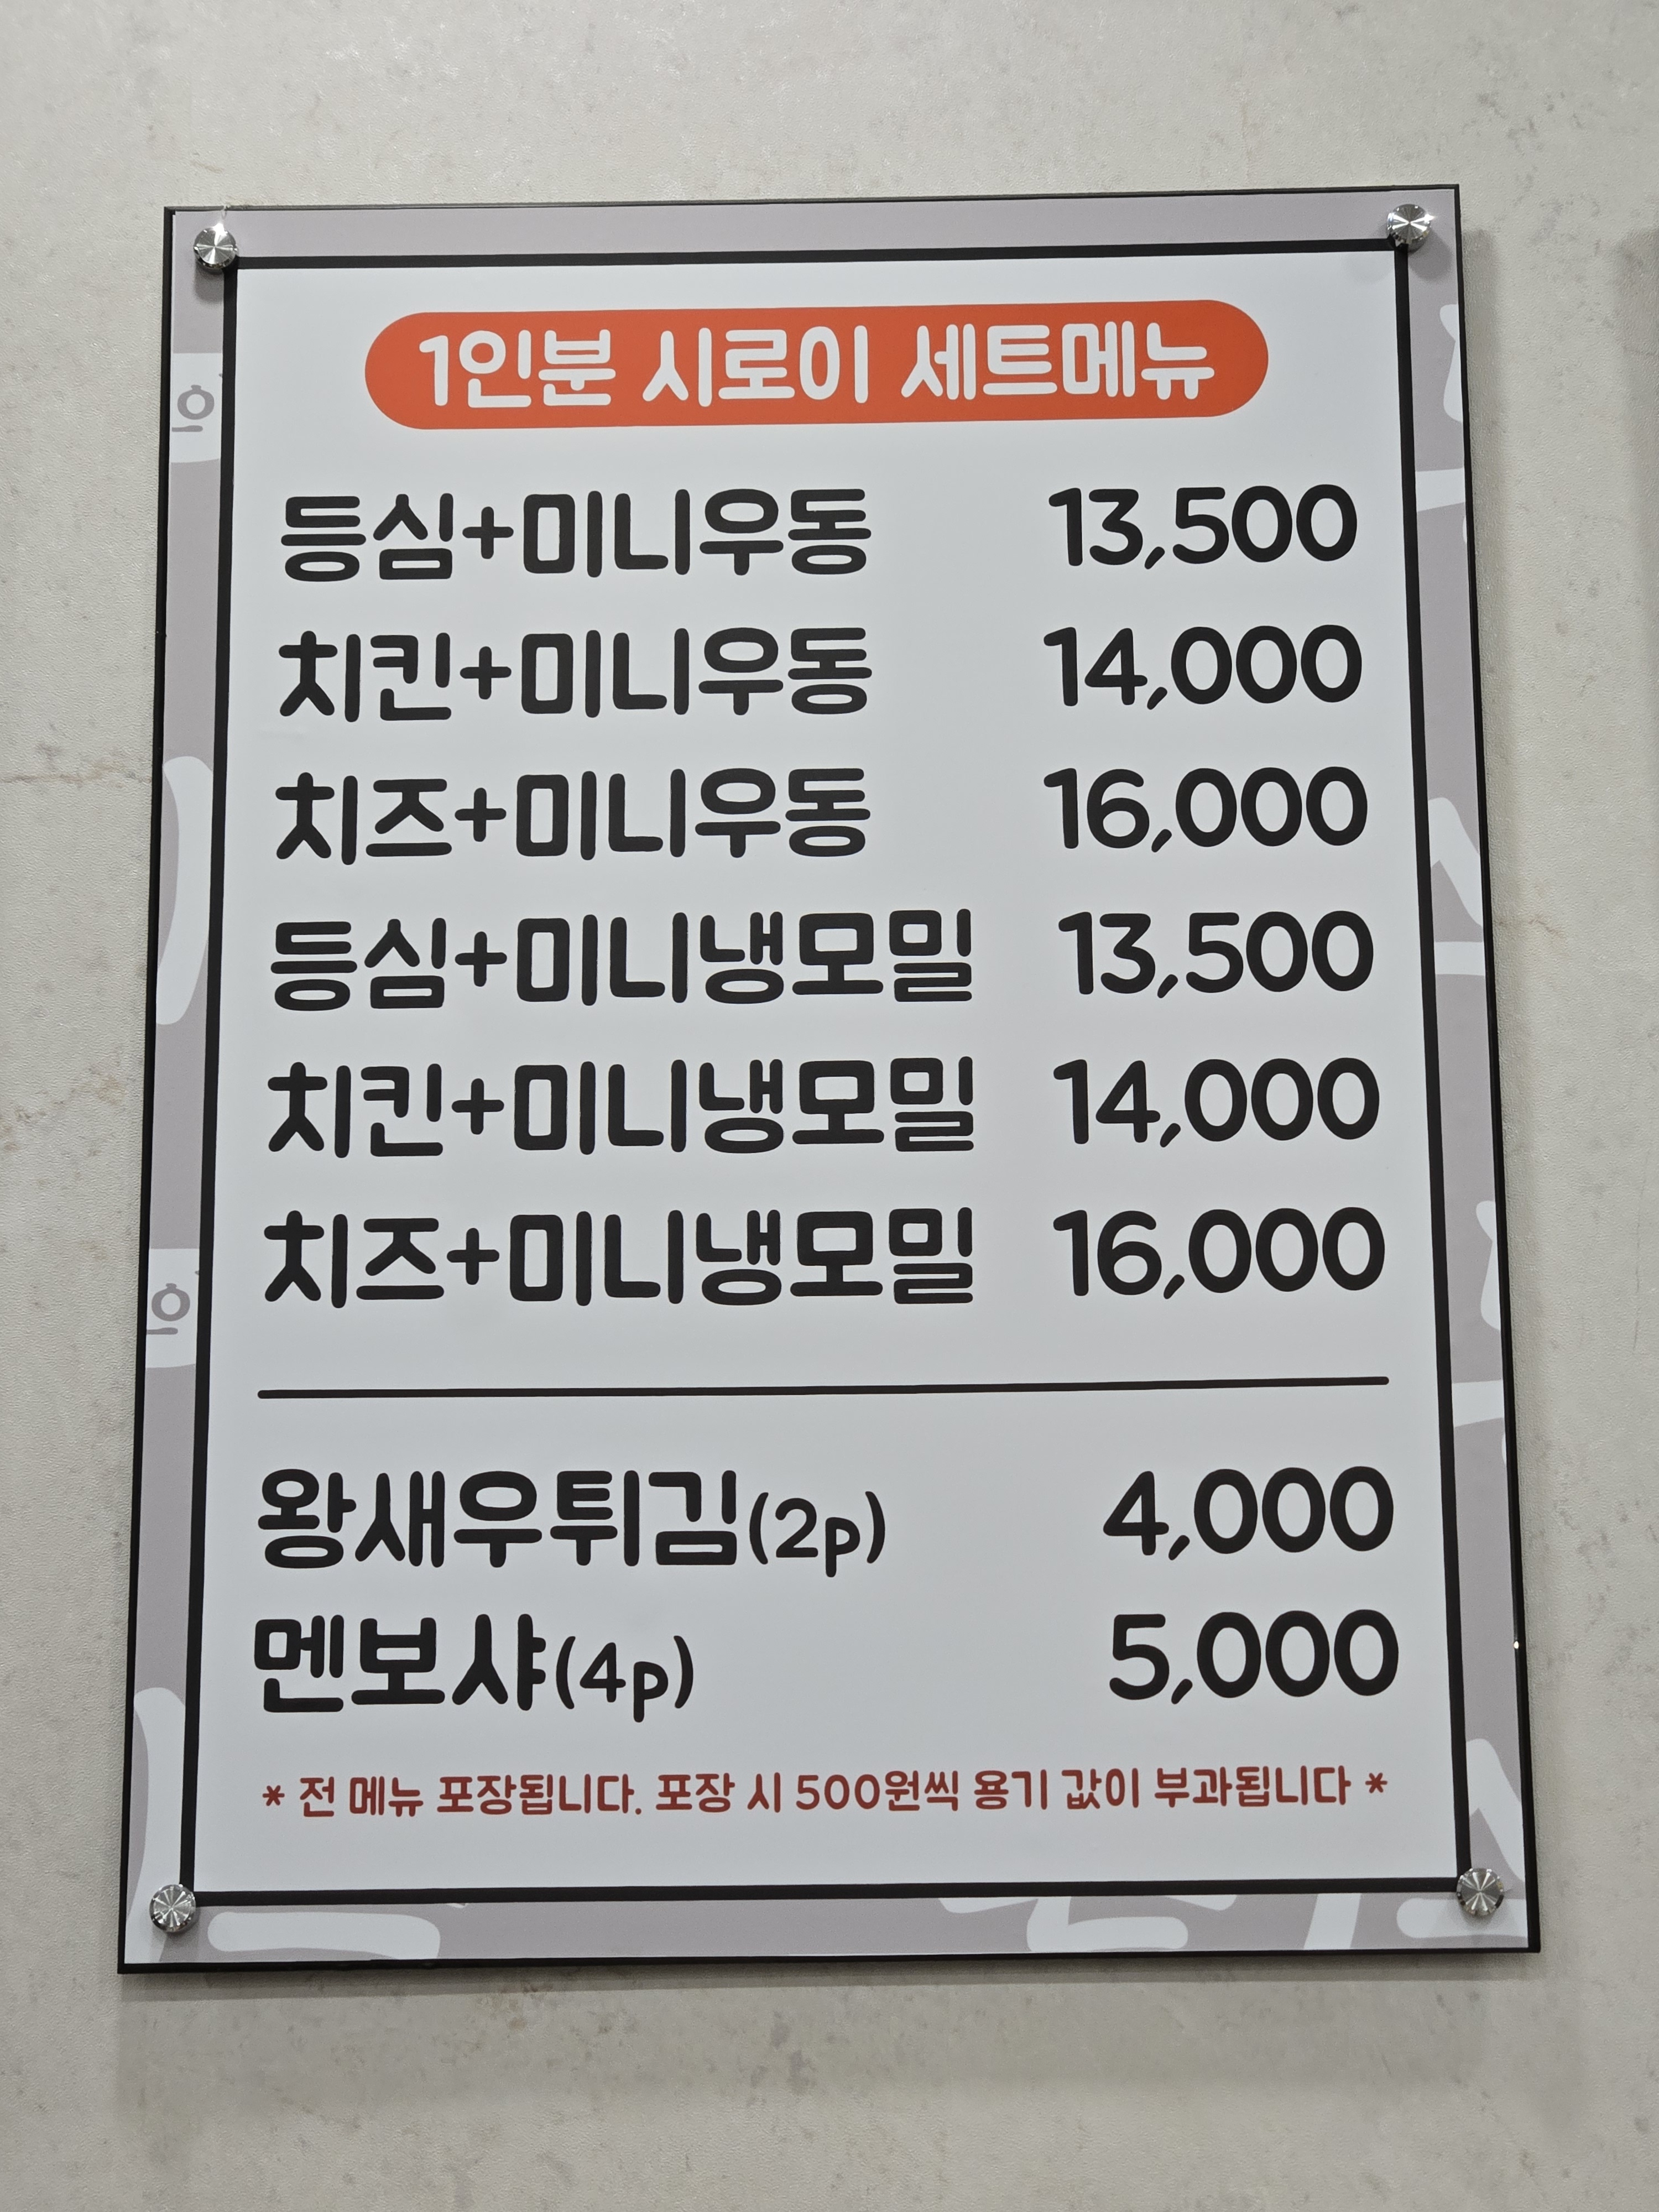 1인분 시로이 세트메뉴
등심+미니우동 13,500
치킨+미니우동 14,000
치즈+미니우동 16,000
등심+미니냉모밀 13,500
치킨+미니냉모밀 14,000
치즈+미니냉모밀 16,000
왕새우튀김(2p) 4,000
멘보샤(4p) 5,000
* 전 메뉴 포장됩니다. 포장 시 500원씩 용기 값이 부과됩니다 *